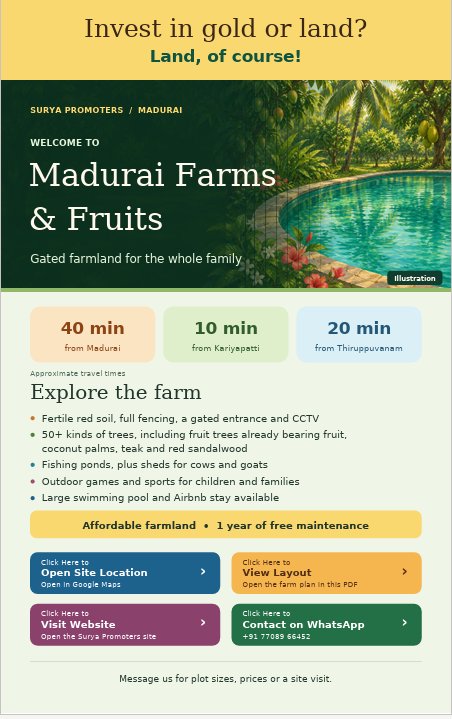 Invest in gold or land?
Land, of course!
SURYA PROMOTERS / MADURAI
WELCOME TO
Madurai Farms
& Fruits
Gated farmland for the whole family
Illustration
40 min
from Madurai
10 min
from Kariyapatti
20 min
from Thiruppuvanam
Approximate travel times
Explore the farm
• Fertile red soil, full fencing, a gated entrance and CCTV
• 50+ kinds of trees, including fruit trees already bearing fruit,
coconut palms, teak and red sandalwood
• Fishing ponds, plus sheds for cows and goats
• Outdoor games and sports for children and families
• Large swimming pool and Airbnb stay available
Affordable farmland • 1 year of free maintenance
Click Here to
Open Site Location ›
Open in Google Maps
Click Here to
View Layout ›
Open the farm plan in this PDF
Click Here to
Visit Website ›
Open the Surya Promoters site
Click Here to
Contact on WhatsApp ›
+91 77089 66452
Message us for plot sizes, prices or a site visit.